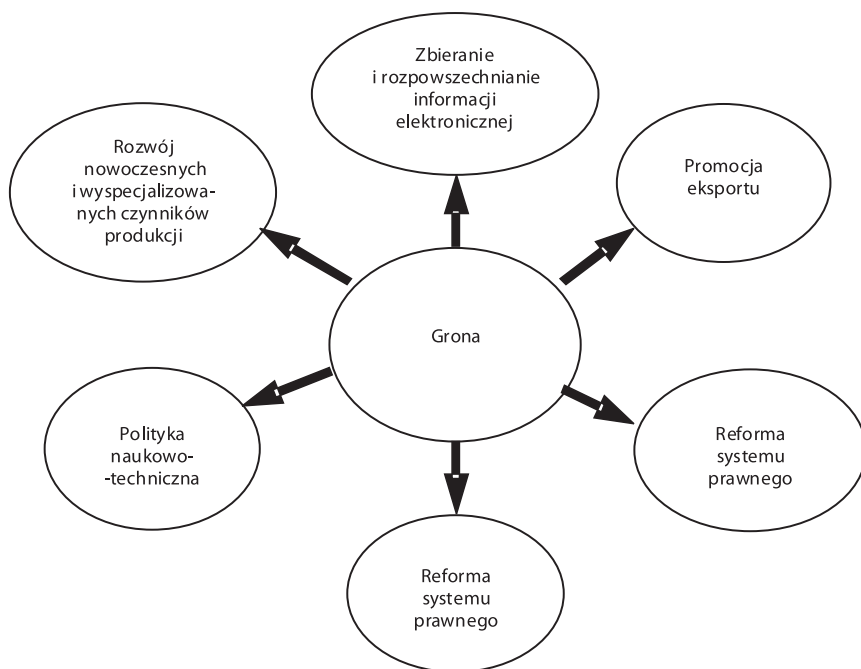 Zbieranie
i rozpowszechnianie
informacji
elektronicznej
Rozwój
nowoczesnych
i wyspecjalizowa-
nych czynników
produkcji
Promocja
eksportu
Grona
Polityka
naukowo-
-techniczna
Reforma
systemu
prawnego
Reforma
systemu
prawnego